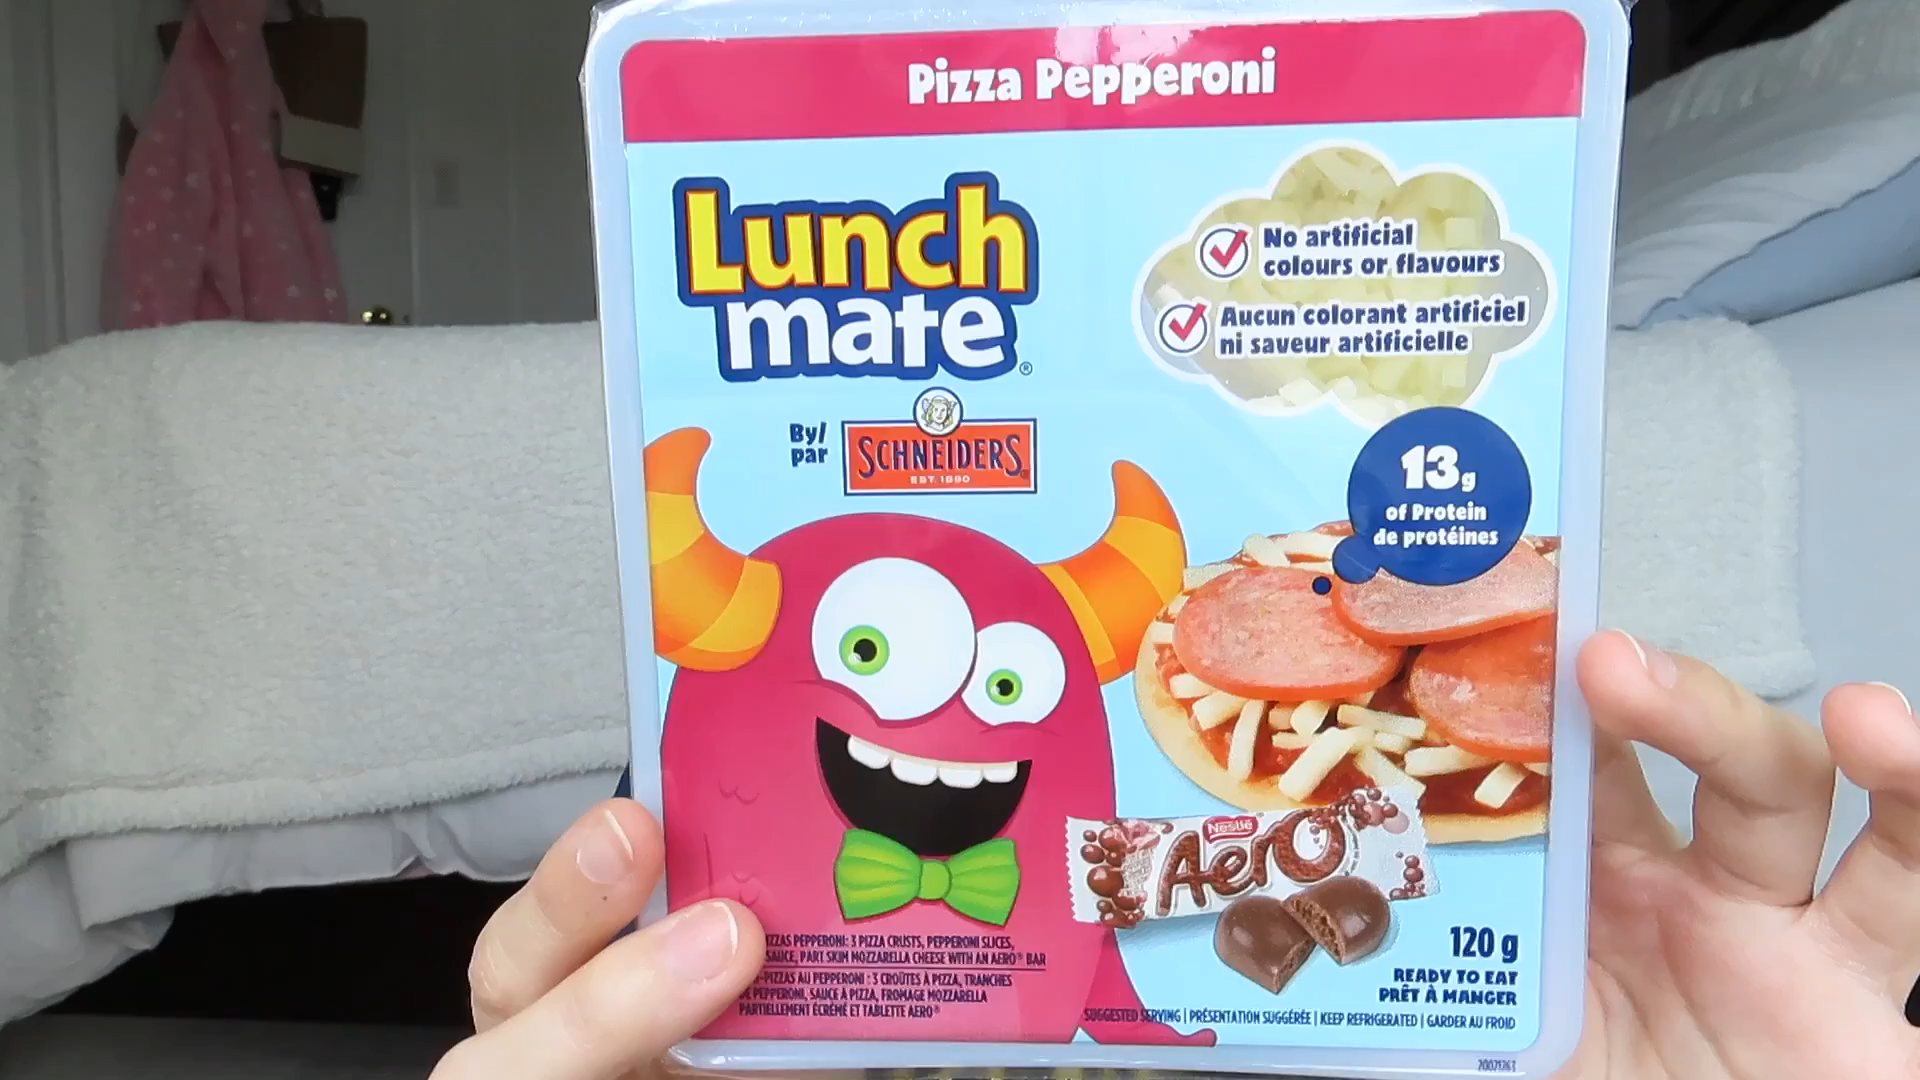 Pizza Pepperoni
Lunch
mate®
No artificial
colours or flavours
Aucun colorant artificiel
ni saveur artificielle
By/
par
SCHNEIDERS
EST. 1890
13g
of Protein
de protéines
Nestlé
Aero
IZZAS PEPPERONI: 3 PIZZA CRUSTS, PEPPERONI SLICES,
SAUCE, PART SKIM MOZZARELLA CHEESE WITH AN AERO® BAR
-PIZZAS AU PEPPERONI : 3 CROÛTES À PIZZA, TRANCHES
DE PEPPERONI, SAUCE À PIZZA, FROMAGE MOZZARELLA
PARTIELLEMENT ÉCRÉMÉ ET TABLETTE AERO®
120 g
READY TO EAT
PRÊT À MANGER
SUGGESTED SERVING | PRÉSENTATION SUGGÉRÉE | KEEP REFRIGERATED | GARDER AU FROID